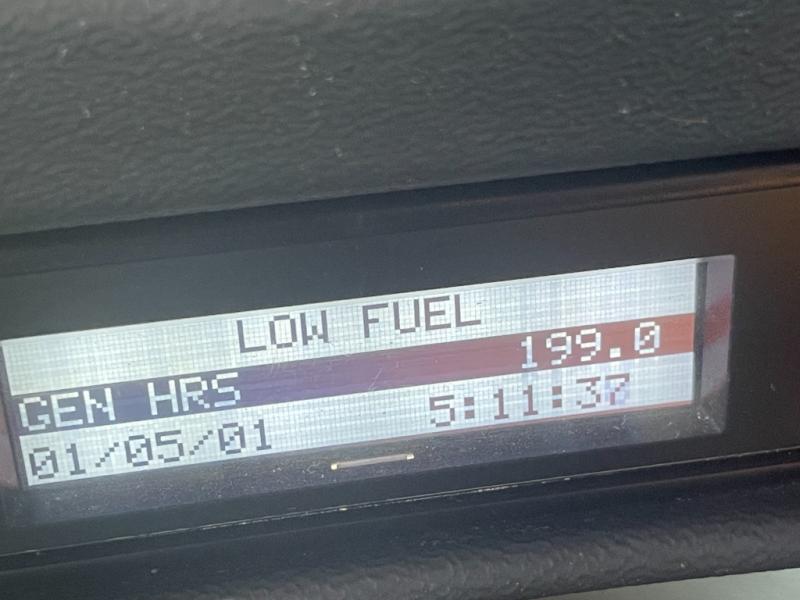 LOW FUEL
GEN HRS 199.0
01/05/01 5:11:37